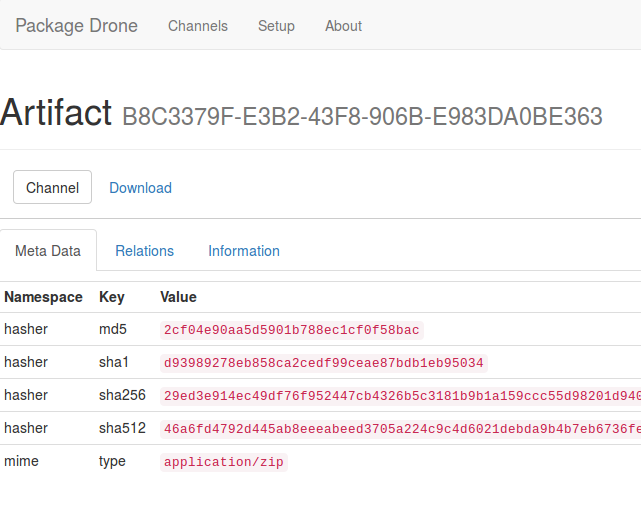 Package Drone Channels Setup About
Artifact B8C3379F-E3B2-43F8-906B-E983DA0BE363
Channel Download
Meta Data Relations Information
Namespace Key Value
hasher md5 2cf04e90aa5d5901b788ec1cf0f58bac
hasher sha1 d93989278eb858ca2cedf99ceae87bdb1eb95034
hasher sha256 29ed3e914ec49df76f952447cb4326b5c3181b9b1a159ccc55d98201d940
hasher sha512 46a6fd4792d445ab8eeeabeed3705a224c9c4d6021debda9b4b7eb6736fe
mime type application/zip